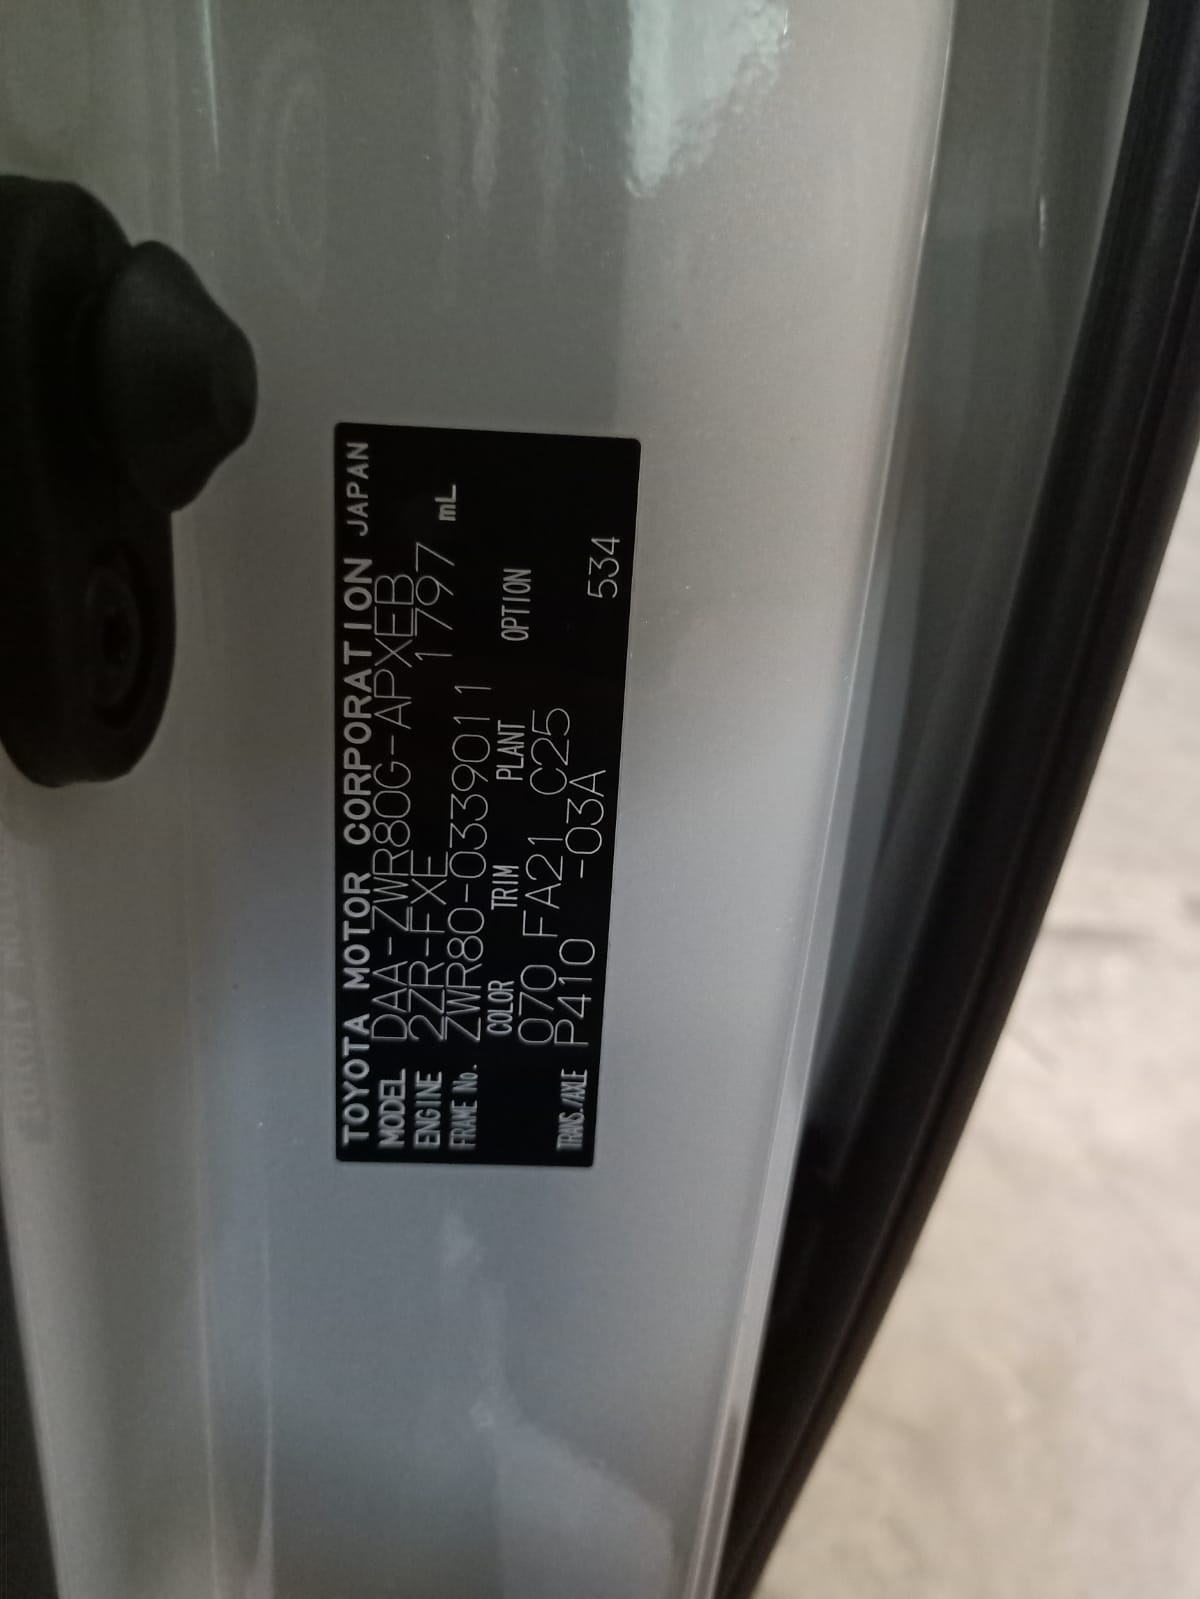 TOYOTA MOTOR CORPORATION JAPAN
MODEL DAA-ZWR80G-APXEB
ENGINE 2ZR-FXE 1797 mL
FRAME No. ZWR80-0339011
COLOR TRIM PLANT OPTION
070 FA21 C25
TRANS./AXLE P410 -03A 534